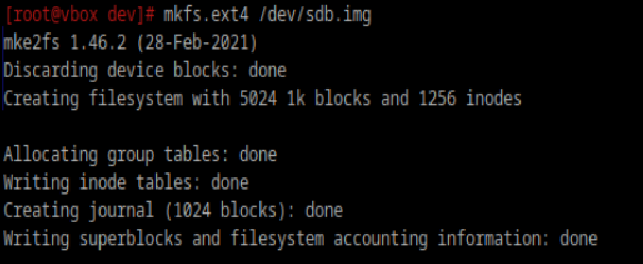 [root@vbox dev]# mkfs.ext4 /dev/sdb.img
mke2fs 1.46.2 (28-Feb-2021)
Discarding device blocks: done
Creating filesystem with 5024 1k blocks and 1256 inodes
Allocating group tables: done
Writing inode tables: done
Creating journal (1024 blocks): done
Writing superblocks and filesystem accounting information: done